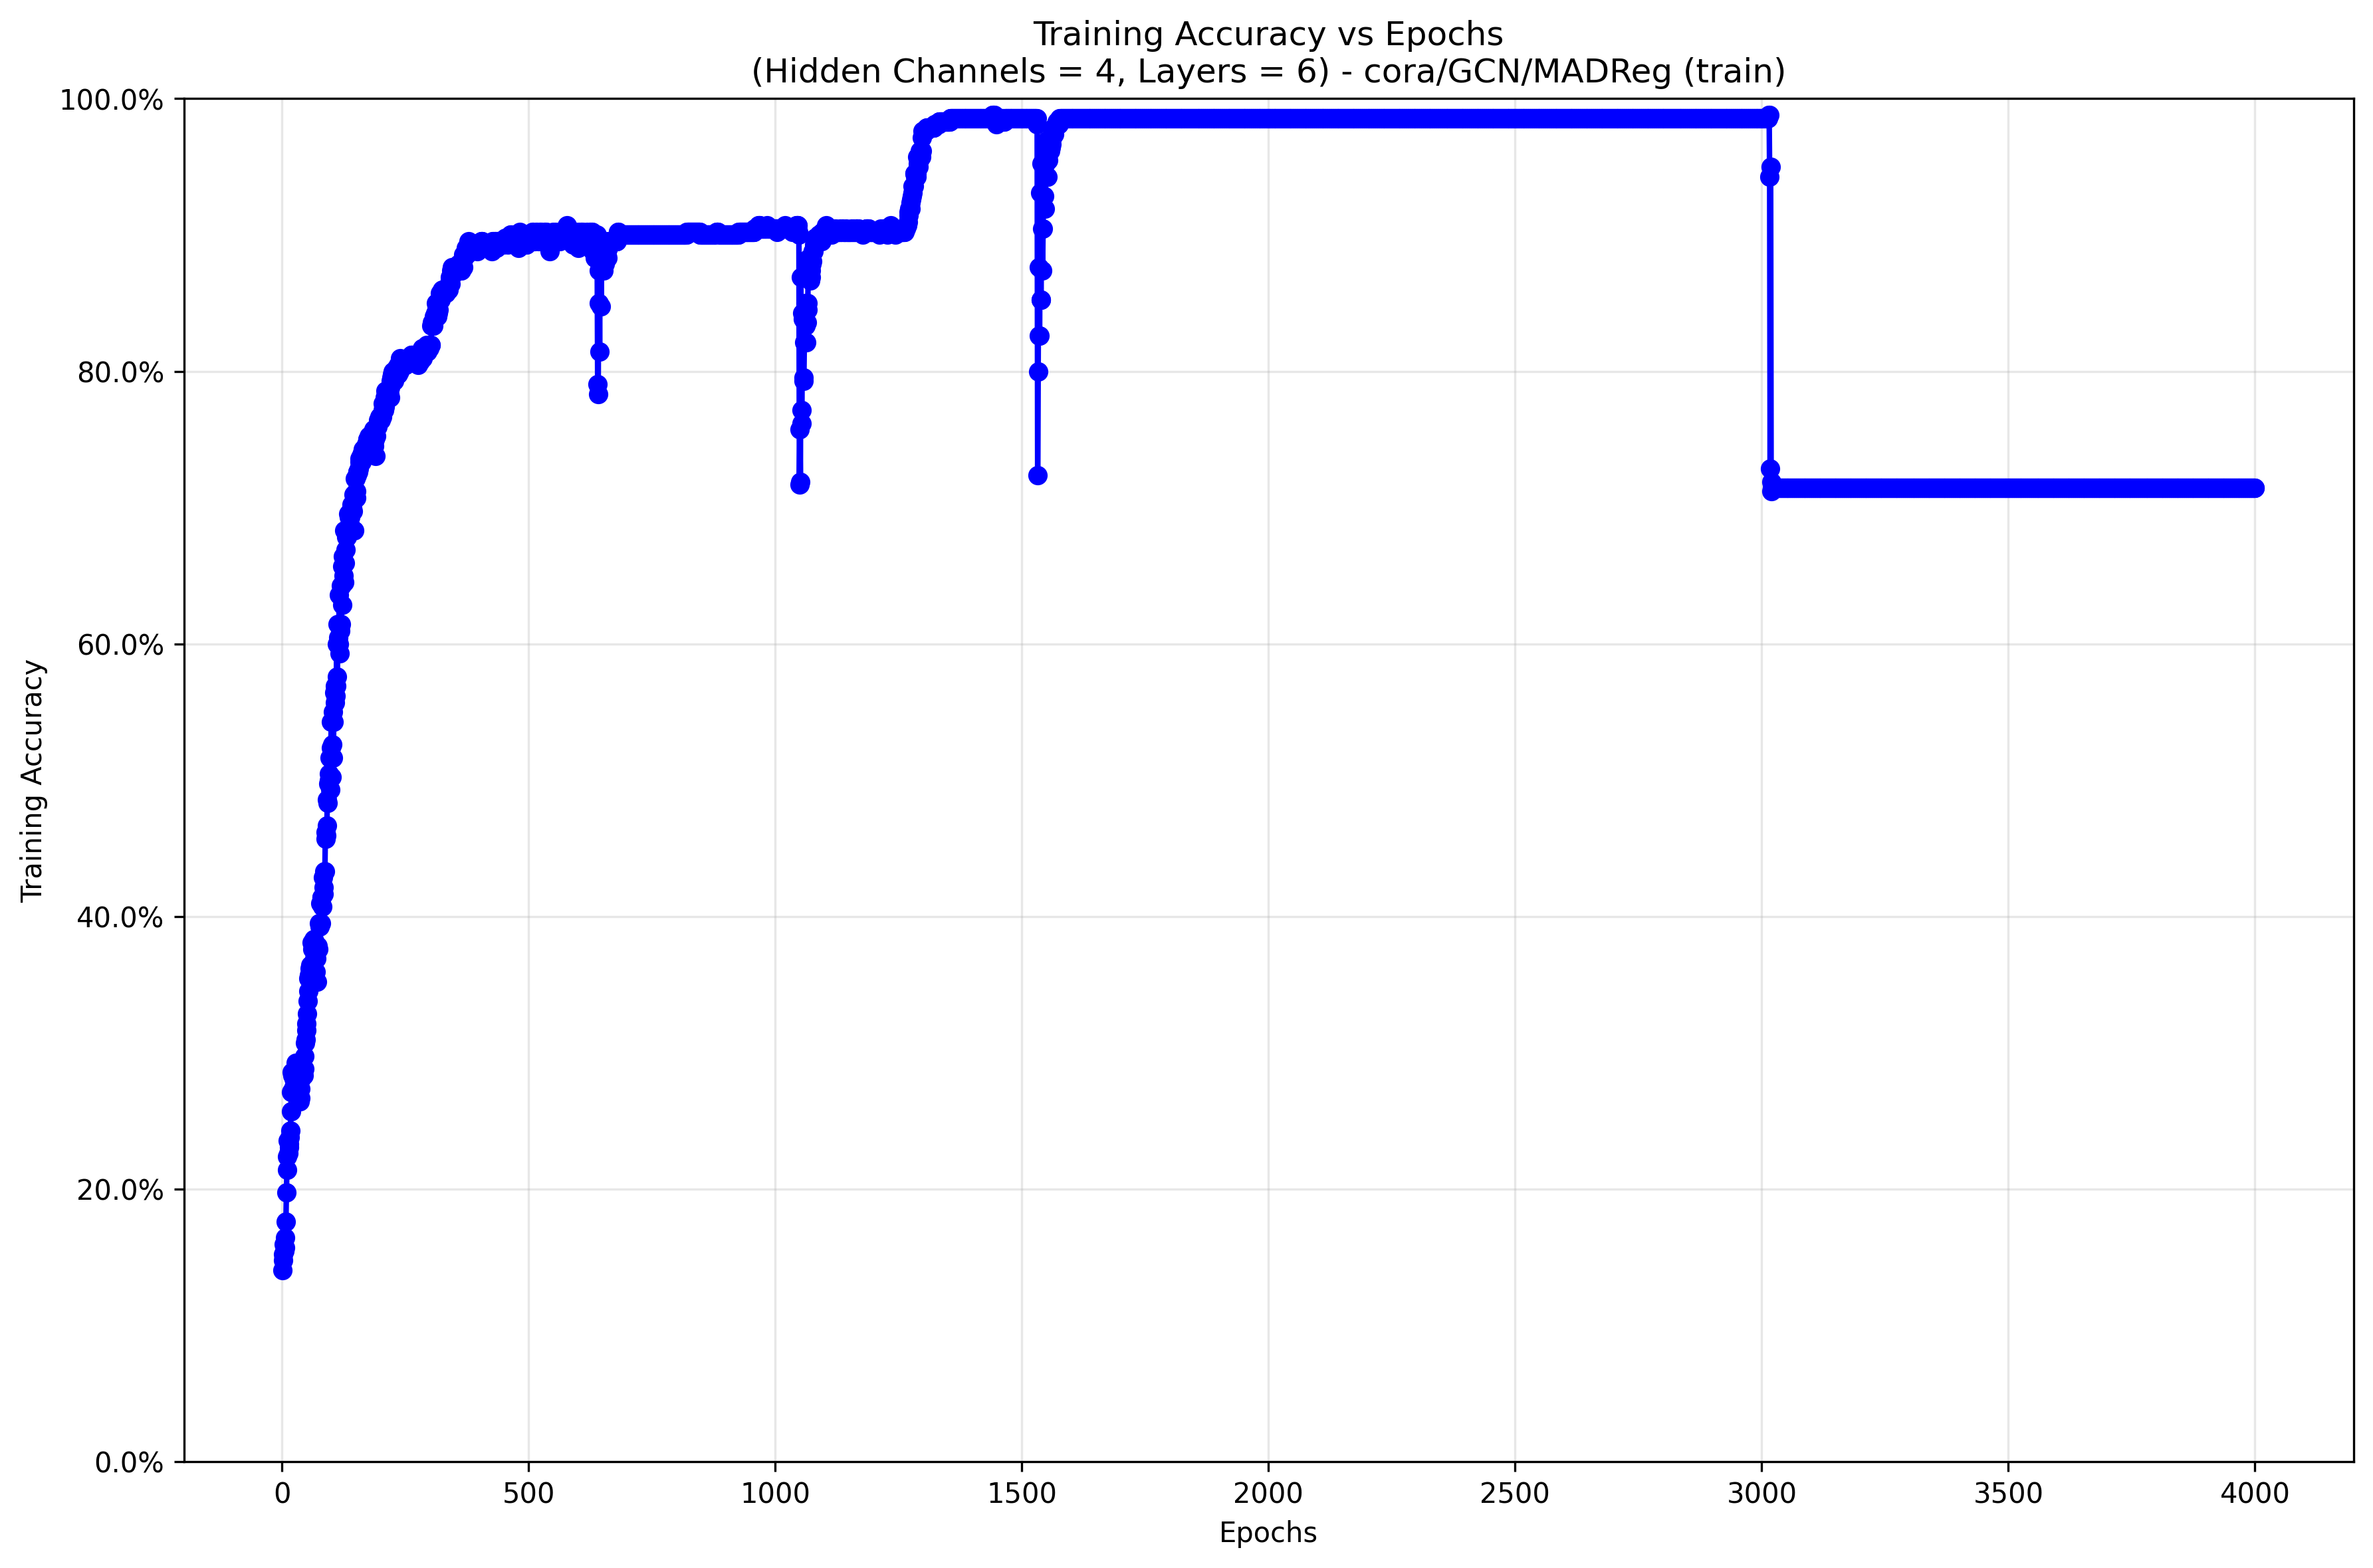 Training Accuracy vs Epochs
(Hidden Channels = 4, Layers = 6) - cora/GCN/MADReg (train)
100.0%
80.0%
60.0%
40.0%
20.0%
0.0%
Training Accuracy
0 500 1000 1500 2000 2500 3000 3500 4000
Epochs